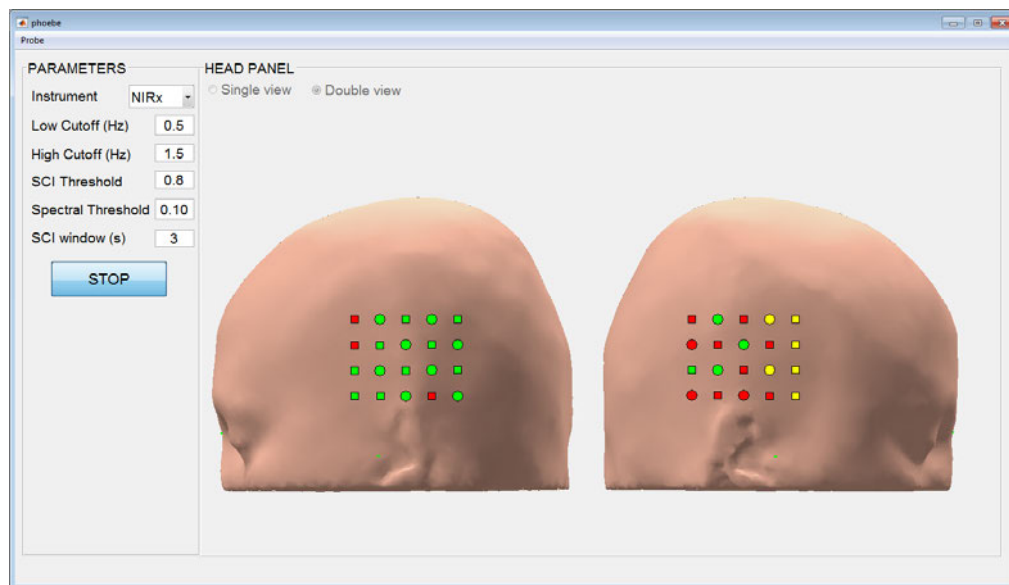 phoebe
Probe
PARAMETERS
Instrument NIRx
Low Cutoff (Hz) 0.5
High Cutoff (Hz) 1.5
SCI Threshold 0.8
Spectral Threshold 0.10
SCI window (s) 3
STOP
HEAD PANEL
Single view Double view